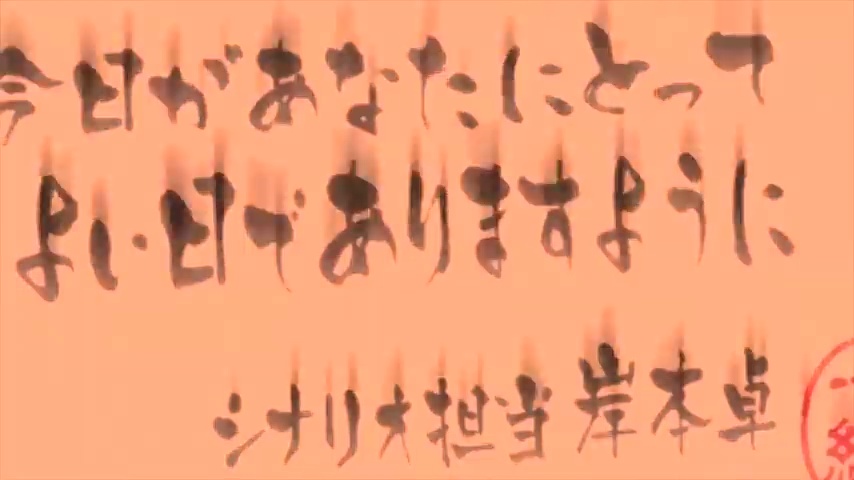 今日があなたにとって
よい日でありますように
シナリオ担当 岸本卓